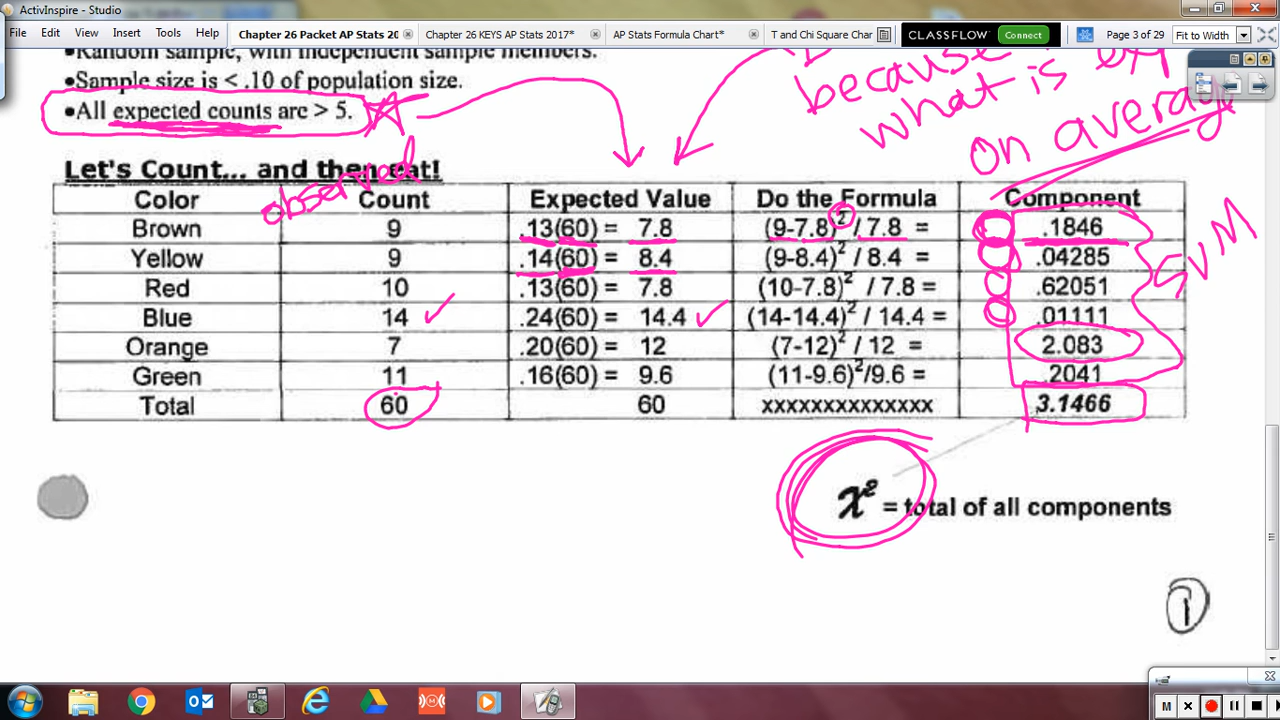 ActivInspire - Studio
File Edit View Insert Tools Help
Chapter 26 Packet AP Stats 20
Chapter 26 KEYS AP Stats 2017*
AP Stats Formula Chart*
T and Chi Square Char
CLASSFLOW Connect
Page 3 of 29
Fit to Width
•Random sample with independent sample members.
•Sample size is < .10 of population size.
•All expected counts are > 5.
because
what is
on average
Let's Count... and then eat!
observed
Color Count Expected Value Do the Formula Component
Brown 9 .13(60) = 7.8 (9-7.8)² / 7.8 = .1846
Yellow 9 .14(60) = 8.4 (9-8.4)² / 8.4 = .04285
Red 10 .13(60) = 7.8 (10-7.8)² / 7.8 = .62051
Blue 14 .24(60) = 14.4 (14-14.4)² / 14.4 = .01111
Orange 7 .20(60) = 12 (7-12)² / 12 = 2.083
Green 11 .16(60) = 9.6 (11-9.6)²/9.6 = .2041
Total 60 60 xxxxxxxxxxxxxx 3.1466
SUM
χ² = total of all components
1
M